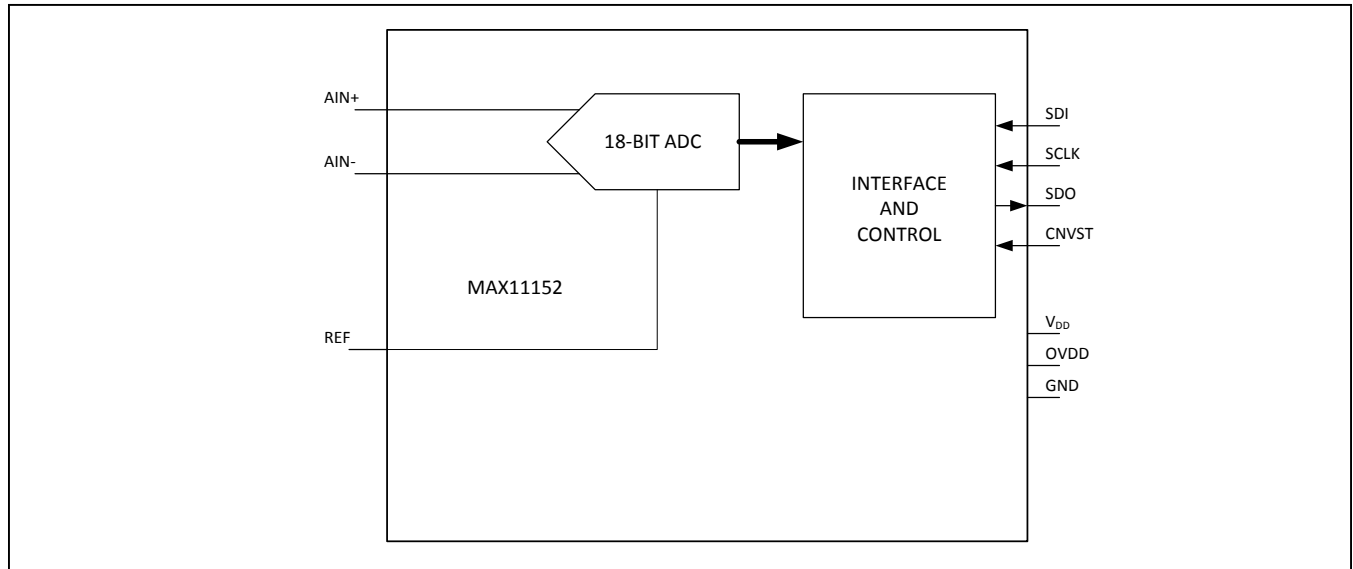 AIN+
AIN-
REF
MAX11152
18-BIT ADC
INTERFACE
AND
CONTROL
SDI
SCLK
SDO
CNVST
VDD
OVDD
GND